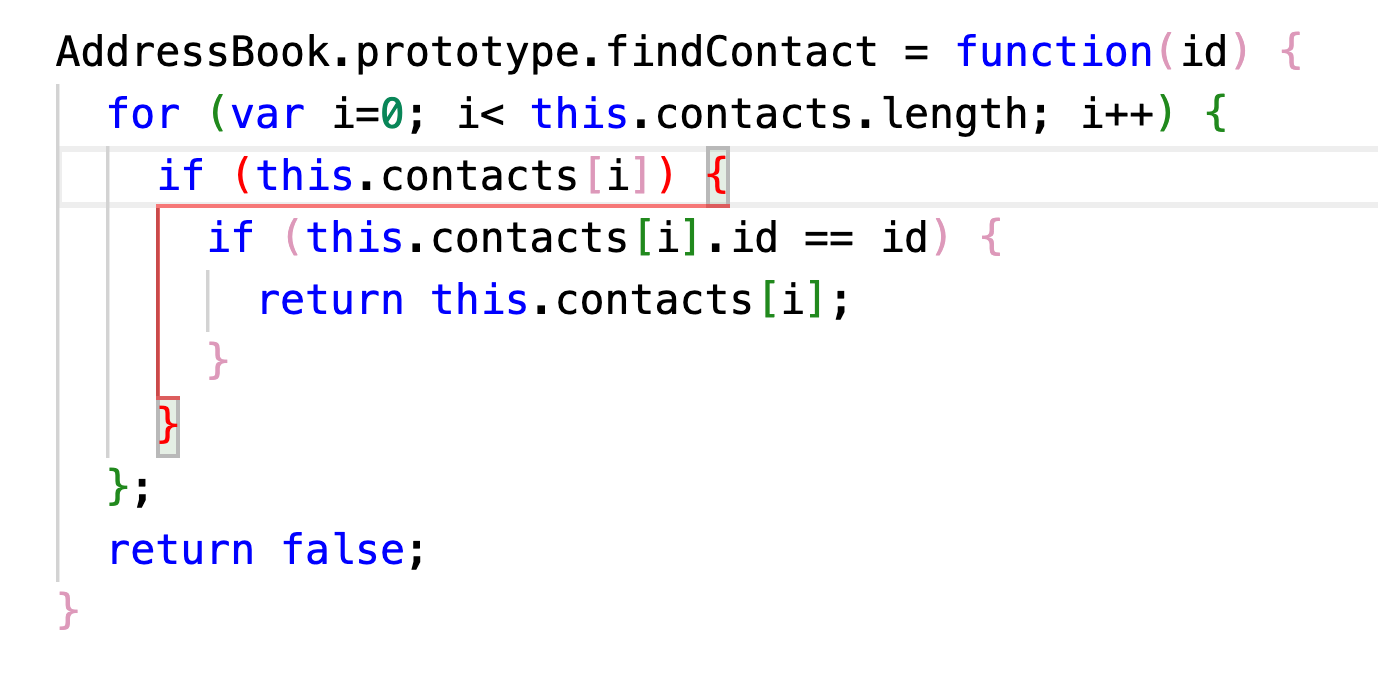 AddressBook.prototype.findContact = function(id) {
  for (var i=0; i< this.contacts.length; i++) {
    if (this.contacts[i]) {
      if (this.contacts[i].id == id) {
        return this.contacts[i];
      }
    }
  };
  return false;
}